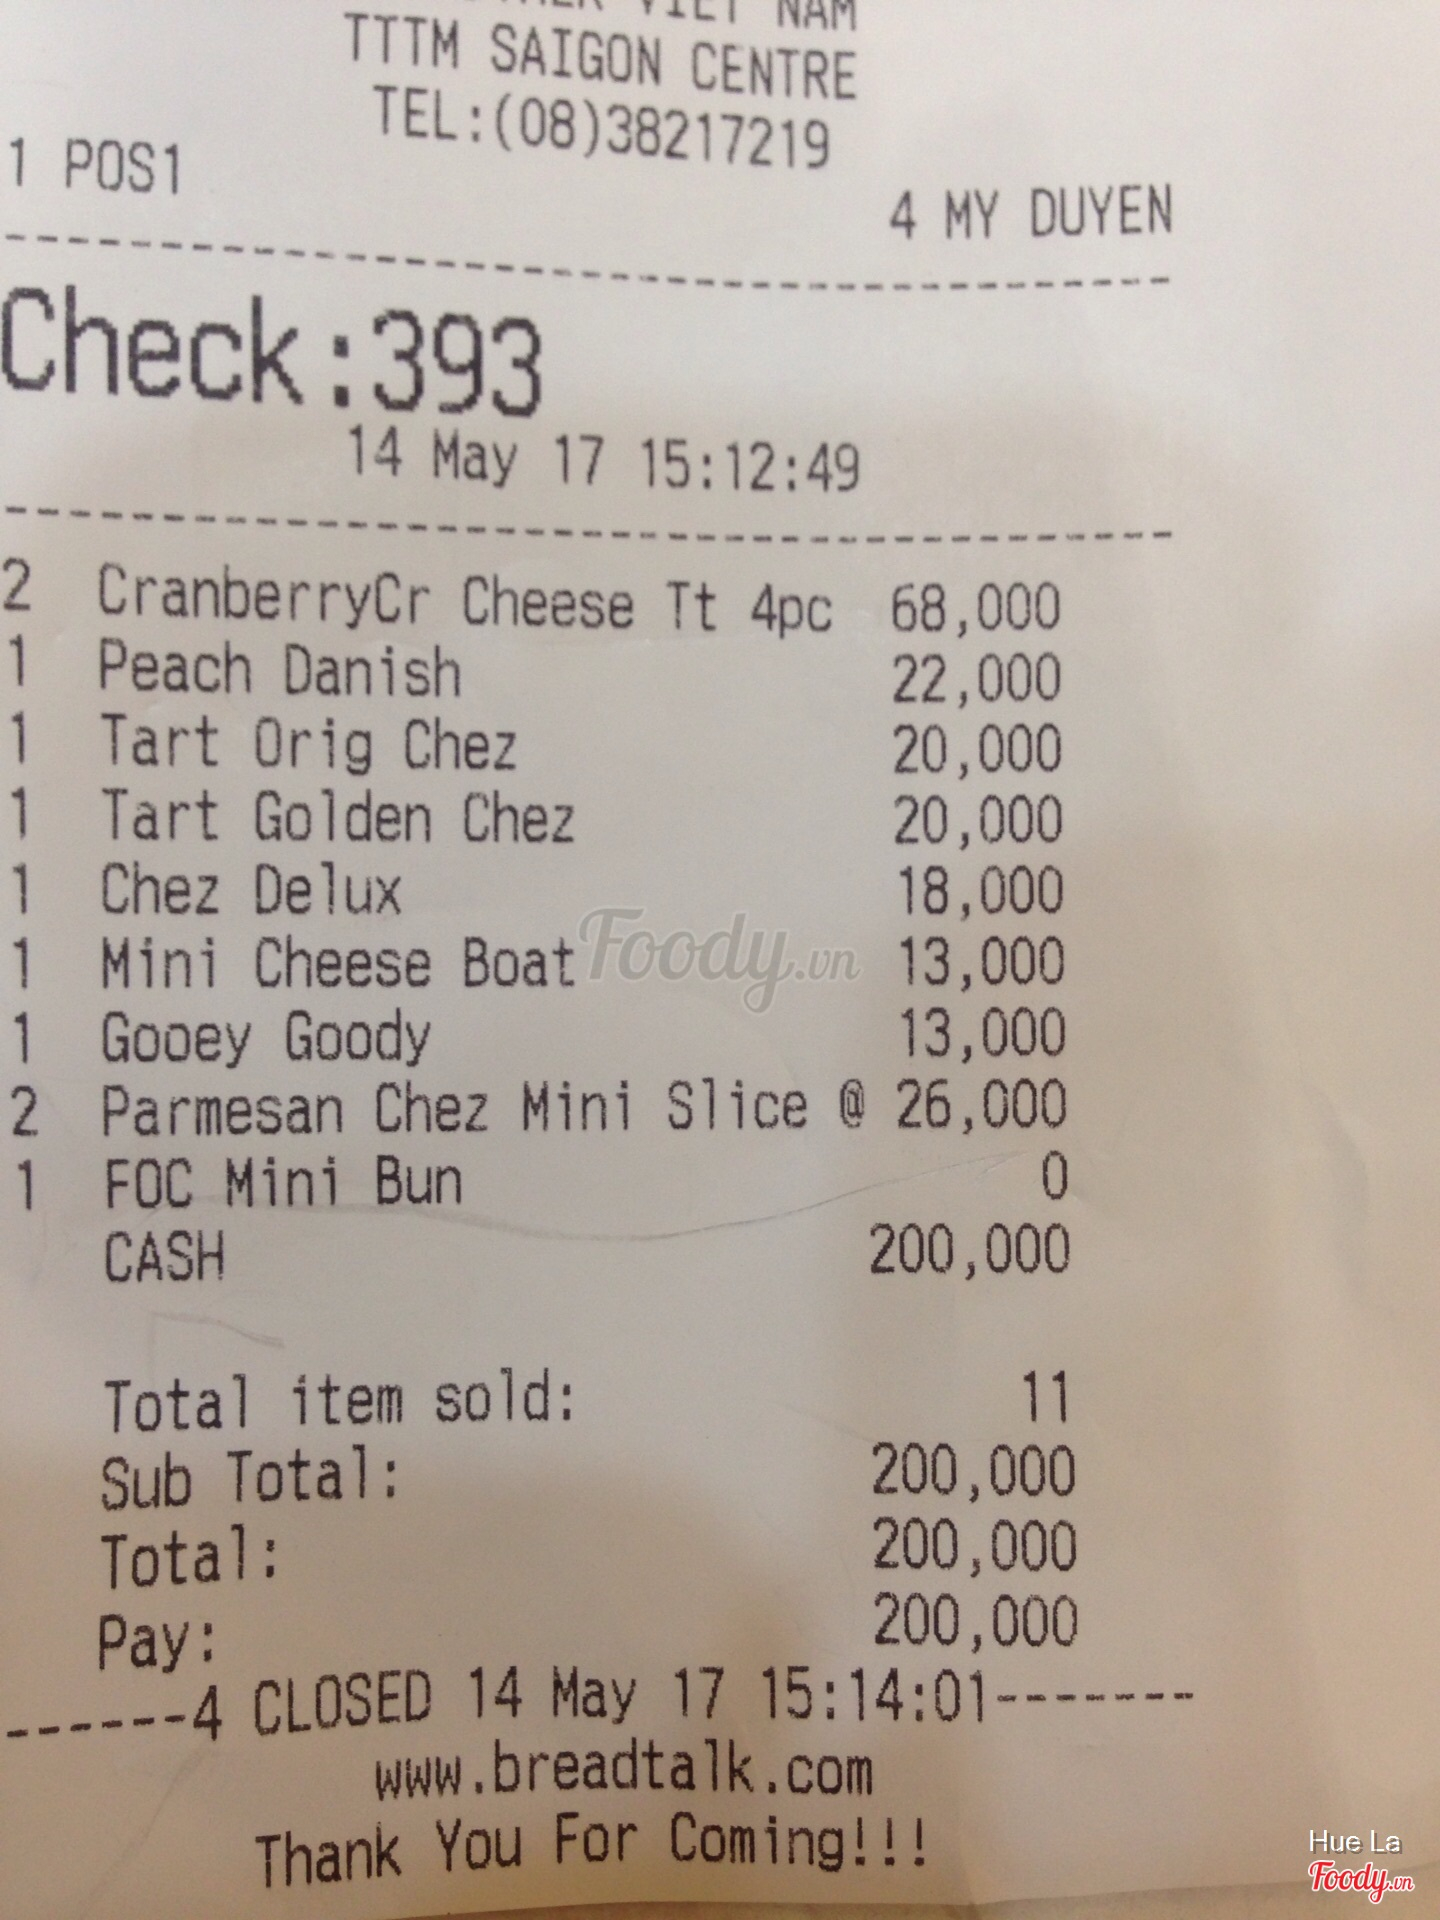 VIET NAM
TTTM SAIGON CENTRE
TEL:(08)38217219
1 POS1
4 MY DUYEN
Check:393
14 May 17 15:12:49
2 CranberryCr Cheese Tt 4pc 68,000
1 Peach Danish 22,000
1 Tart Orig Chez 20,000
1 Tart Golden Chez 20,000
1 Chez Delux 18,000
1 Mini Cheese Boat 13,000
1 Gooey Goody 13,000
2 Parmesan Chez Mini Slice @ 26,000
1 FOC Mini Bun 0
CASH 200,000
Total item sold: 11
Sub Total: 200,000
Total: 200,000
Pay: 200,000
------4 CLOSED 14 May 17 15:14:01-------
www.breadtalk.com
Thank You For Coming!!!
Foody.vn
Hue La
Foody.vn